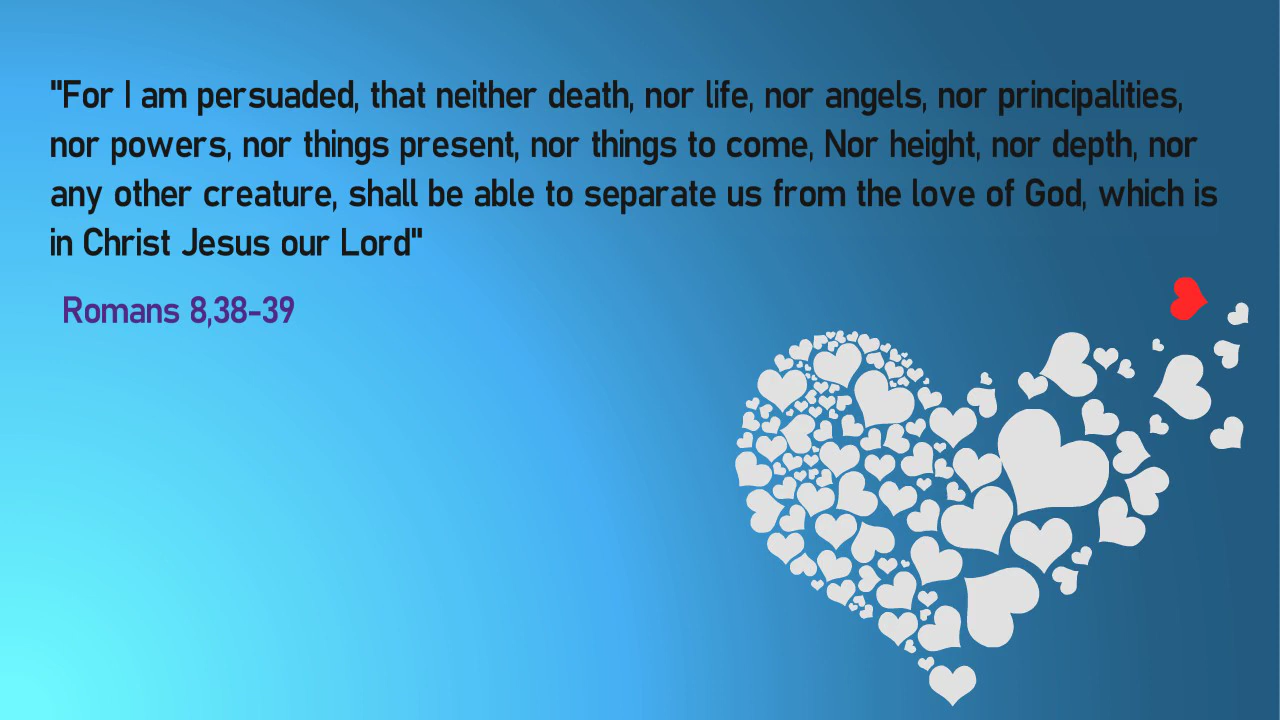 "For I am persuaded, that neither death, nor life, nor angels, nor principalities,
nor powers, nor things present, nor things to come, Nor height, nor depth, nor
any other creature, shall be able to separate us from the love of God, which is
in Christ Jesus our Lord"
Romans 8,38-39